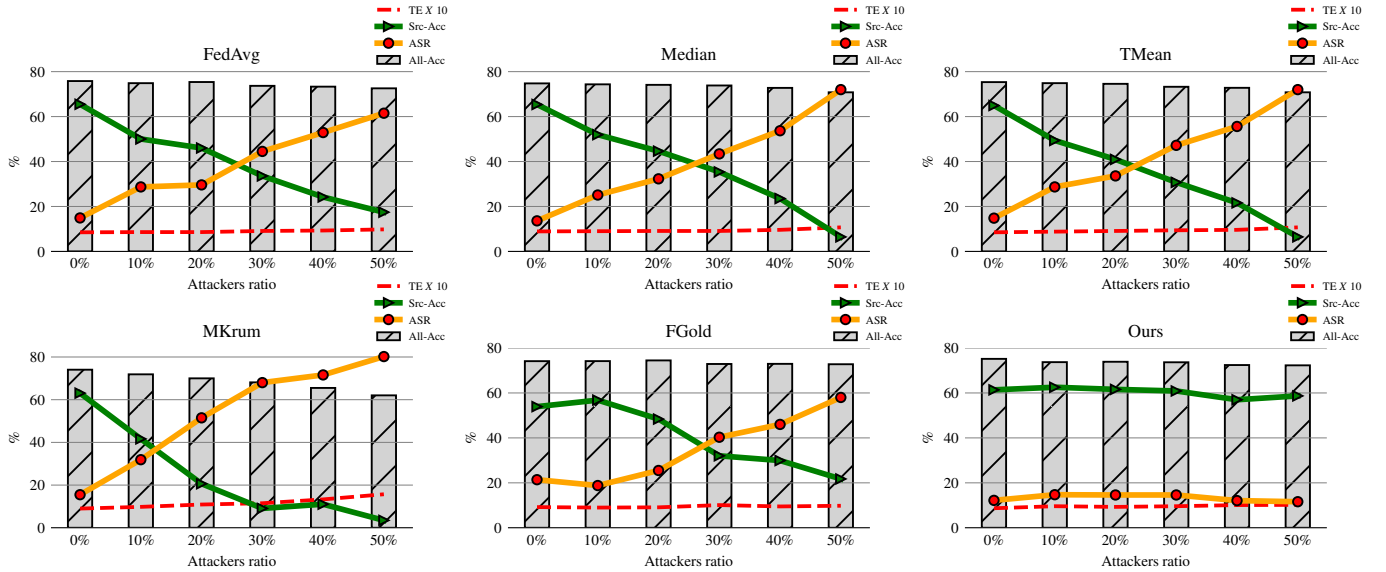 TE X 10
Src-Acc
ASR
All-Acc
FedAvg
80
60
40
20
0
%
0% 10% 20% 30% 40% 50%
Attackers ratio
TE X 10
Src-Acc
ASR
All-Acc
Median
80
60
40
20
0
%
0% 10% 20% 30% 40% 50%
Attackers ratio
TE X 10
Src-Acc
ASR
All-Acc
TMean
80
60
40
20
0
%
0% 10% 20% 30% 40% 50%
Attackers ratio
TE X 10
Src-Acc
ASR
All-Acc
MKrum
80
60
40
20
0
%
0% 10% 20% 30% 40% 50%
Attackers ratio
TE X 10
Src-Acc
ASR
All-Acc
FGold
80
60
40
20
0
%
0% 10% 20% 30% 40% 50%
Attackers ratio
TE X 10
Src-Acc
ASR
All-Acc
Ours
80
60
40
20
0
%
0% 10% 20% 30% 40% 50%
Attackers ratio